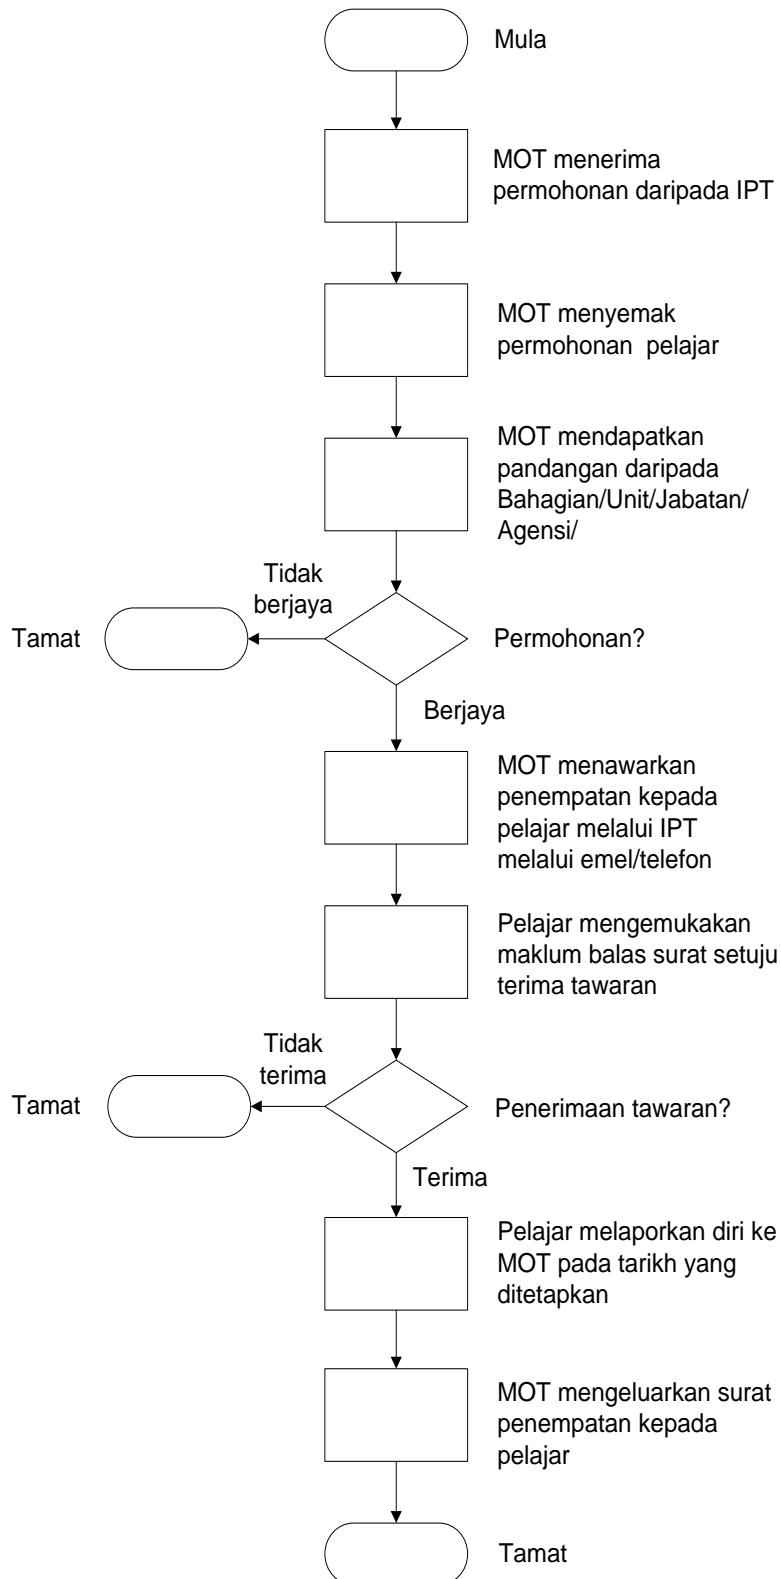 Mula
MOT menerima
permohonan daripada IPT
MOT menyemak
permohonan pelajar
MOT mendapatkan
pandangan daripada
Bahagian/Unit/Jabatan/
Agensi/
Tidak
berjaya
Tamat
Permohonan?
Berjaya
MOT menawarkan
penempatan kepada
pelajar melalui IPT
melalui emel/telefon
Pelajar mengemukakan
maklum balas surat setuju
terima tawaran
Tidak
terima
Tamat
Penerimaan tawaran?
Terima
Pelajar melaporkan diri ke
MOT pada tarikh yang
ditetapkan
MOT mengeluarkan surat
penempatan kepada
pelajar
Tamat